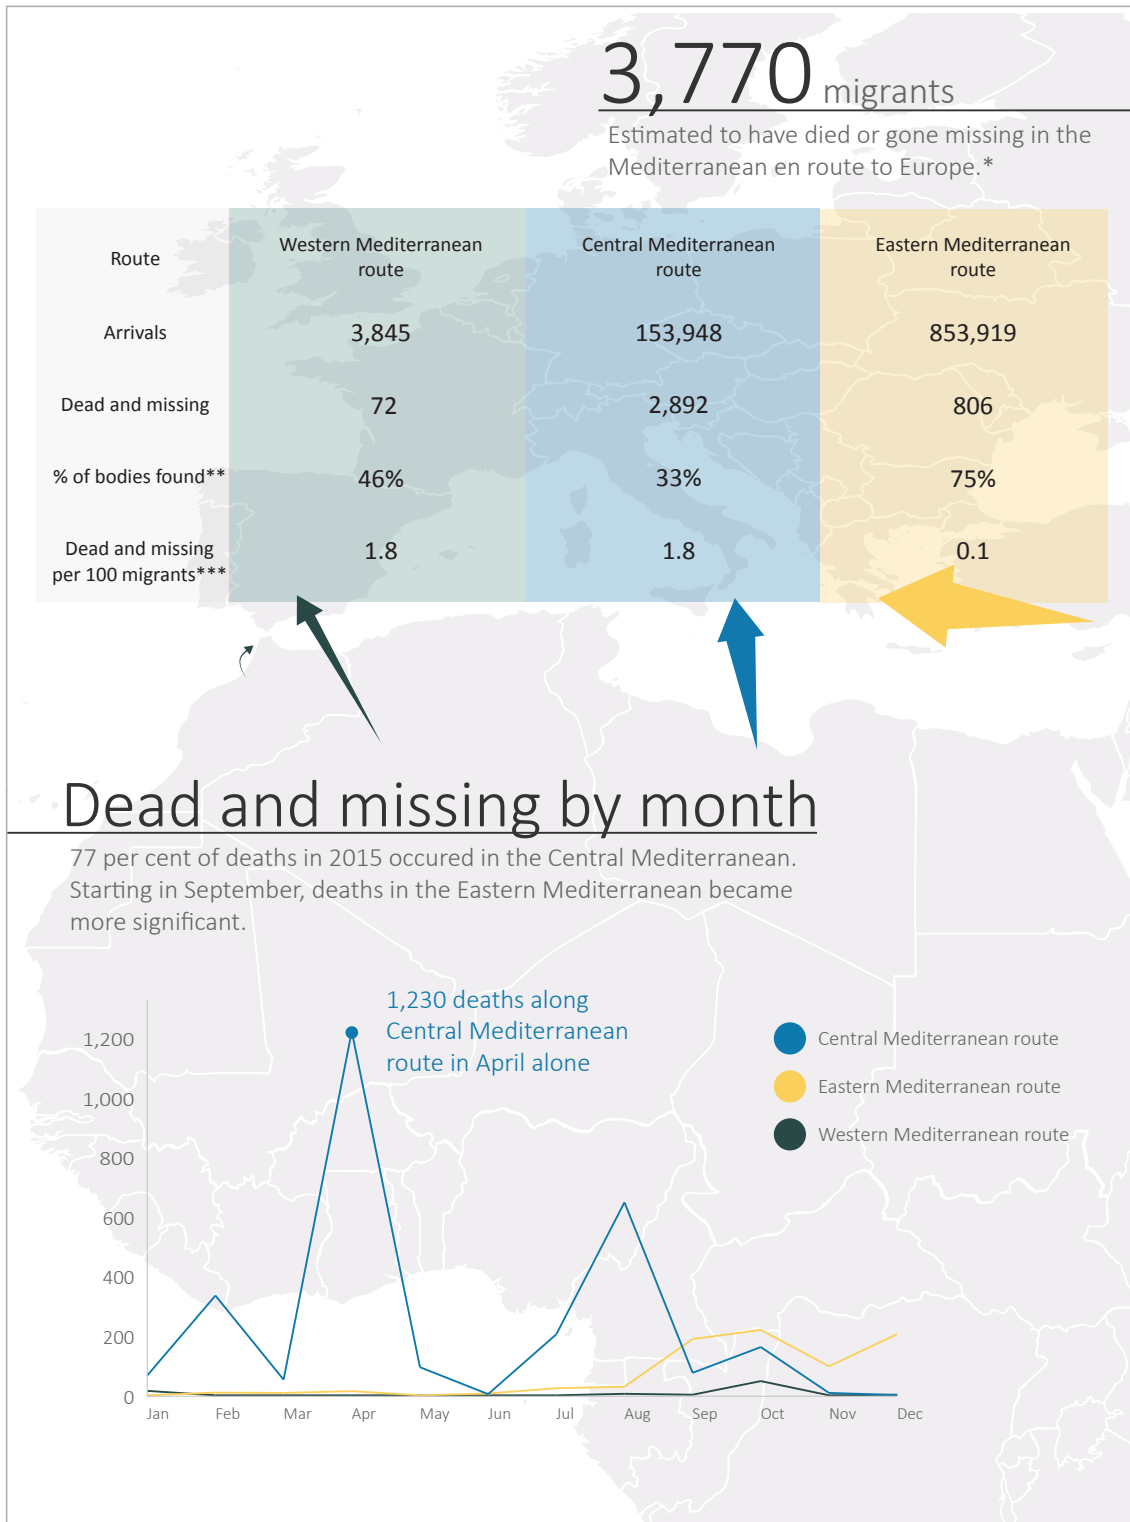 3,770 migrants
Estimated to have died or gone missing in the
Mediterranean en route to Europe.*
Route
Western Mediterranean
route
Central Mediterranean
route
Eastern Mediterranean
route
Arrivals
3,845
153,948
853,919
Dead and missing
72
2,892
806
% of bodies found**
46%
33%
75%
Dead and missing
per 100 migrants***
1.8
1.8
0.1
Dead and missing by month
77 per cent of deaths in 2015 occured in the Central Mediterranean.
Starting in September, deaths in the Eastern Mediterranean became
more significant.
1,230 deaths along
Central Mediterranean
route in April alone
Central Mediterranean route
Eastern Mediterranean route
Western Mediterranean route
1,200
1,000
800
600
400
200
0
Jan Feb Mar Apr May Jun Jul Aug Sep Oct Nov Dec